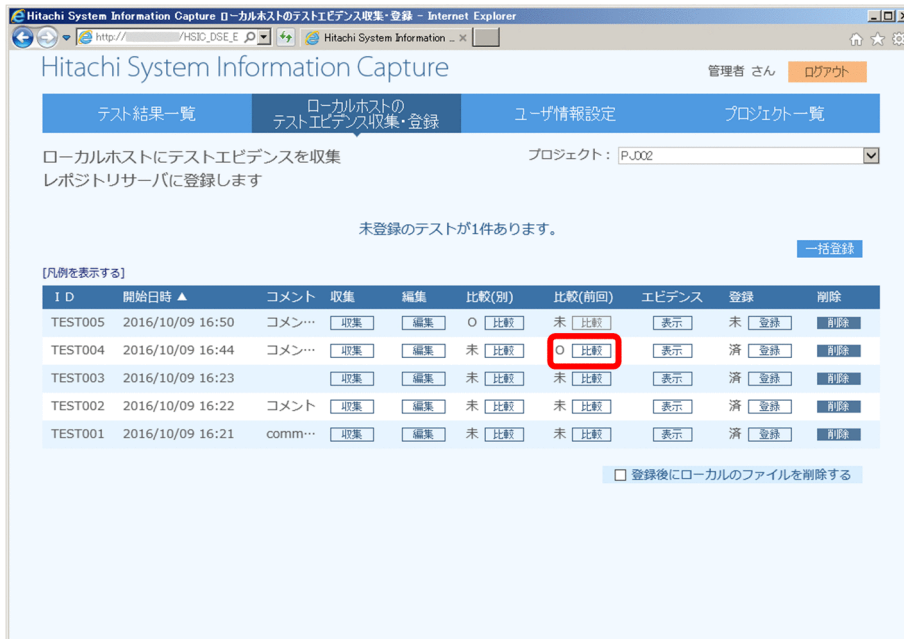 Hitachi System Information Capture ローカルホストのテストエビデンス収集・登録 - Internet Explorer
http:// /HSIC_DSE_E
Hitachi System Information ...
Hitachi System Information Capture
管理者 さん
ログアウト
テスト結果一覧
ローカルホストの
テストエビデンス収集・登録
ユーザ情報設定
プロジェクト一覧
ローカルホストにテストエビデンスを収集
レポジトリサーバに登録します
プロジェクト： PJ002
未登録のテストが1件あります。
一括登録
[凡例を表示する]
ＩＤ 開始日時 ▲ コメント 収集 編集 比較(別) 比較(前回) エビデンス 登録 削除
TEST005 2016/10/09 16:50 コメン… 収集 編集 ○ 比較 未 比較 表示 未 登録 削除
TEST004 2016/10/09 16:44 コメン… 収集 編集 未 比較 ○ 比較 表示 済 登録 削除
TEST003 2016/10/09 16:23 収集 編集 未 比較 未 比較 表示 済 登録 削除
TEST002 2016/10/09 16:22 コメント 収集 編集 未 比較 未 比較 表示 済 登録 削除
TEST001 2016/10/09 16:21 comm… 収集 編集 未 比較 未 比較 表示 済 登録 削除
登録後にローカルのファイルを削除する